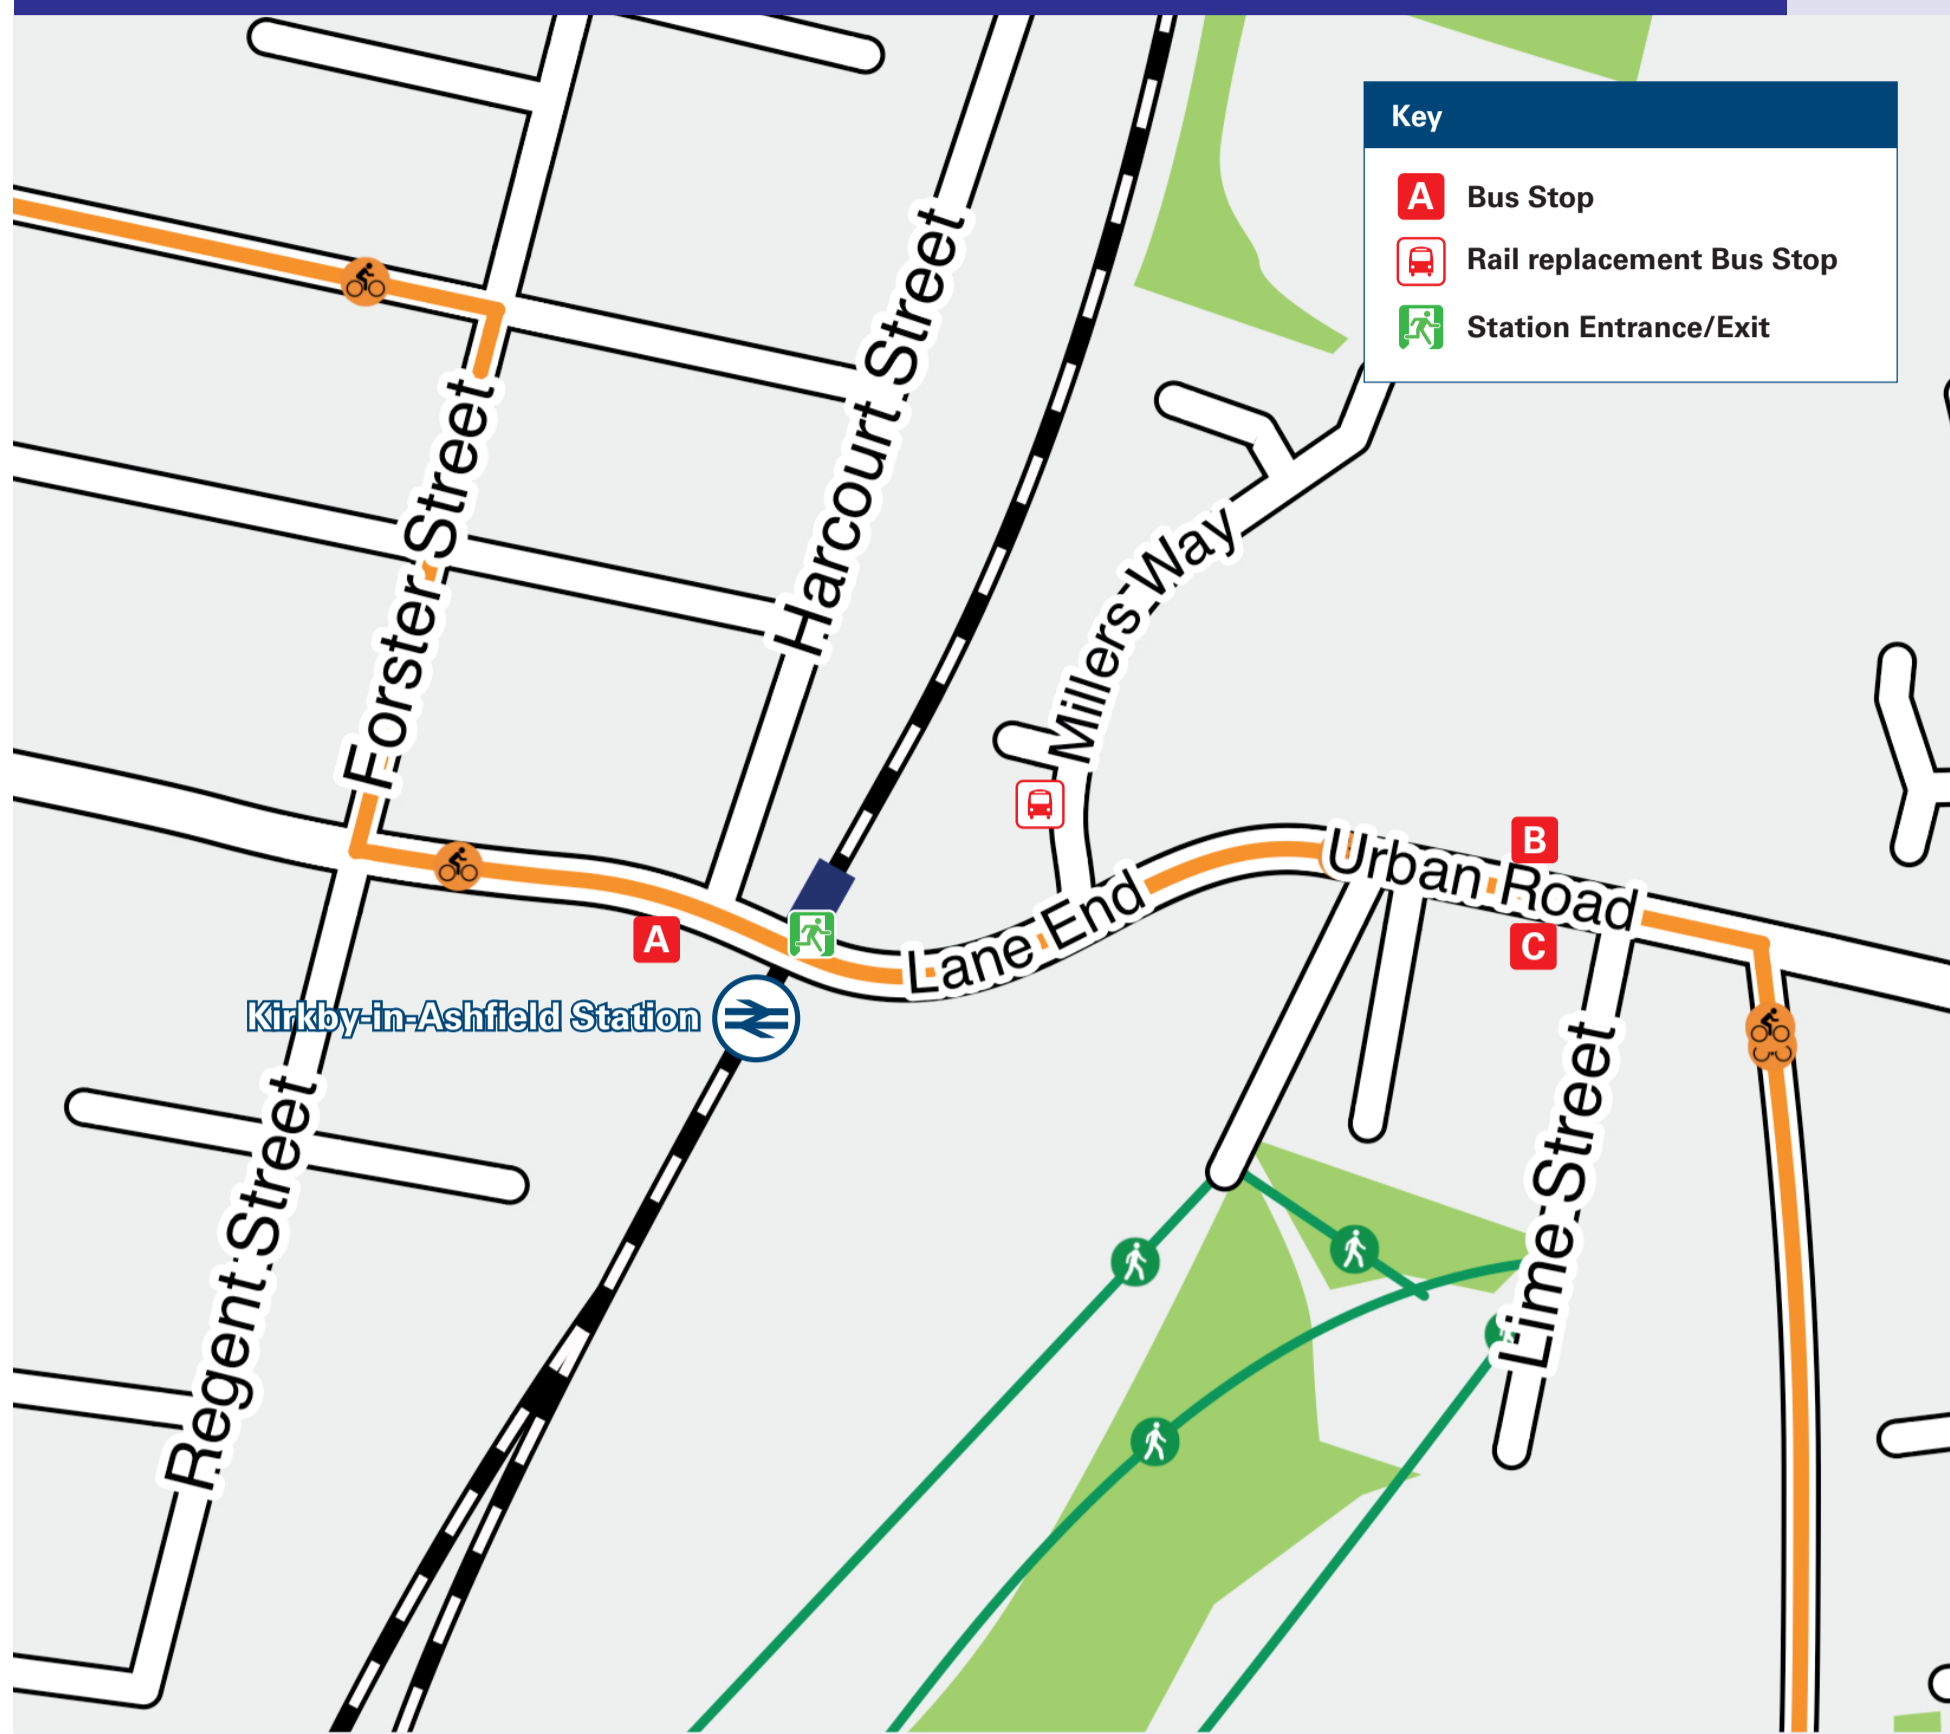 Key
A Bus Stop
Rail replacement Bus Stop
Station Entrance/Exit
Harcourt Street
Forster Street
Millers Way
Urban Road
B
Lane End
A
C
Kirkby-in-Ashfield Station
Lime Street
Regent Street